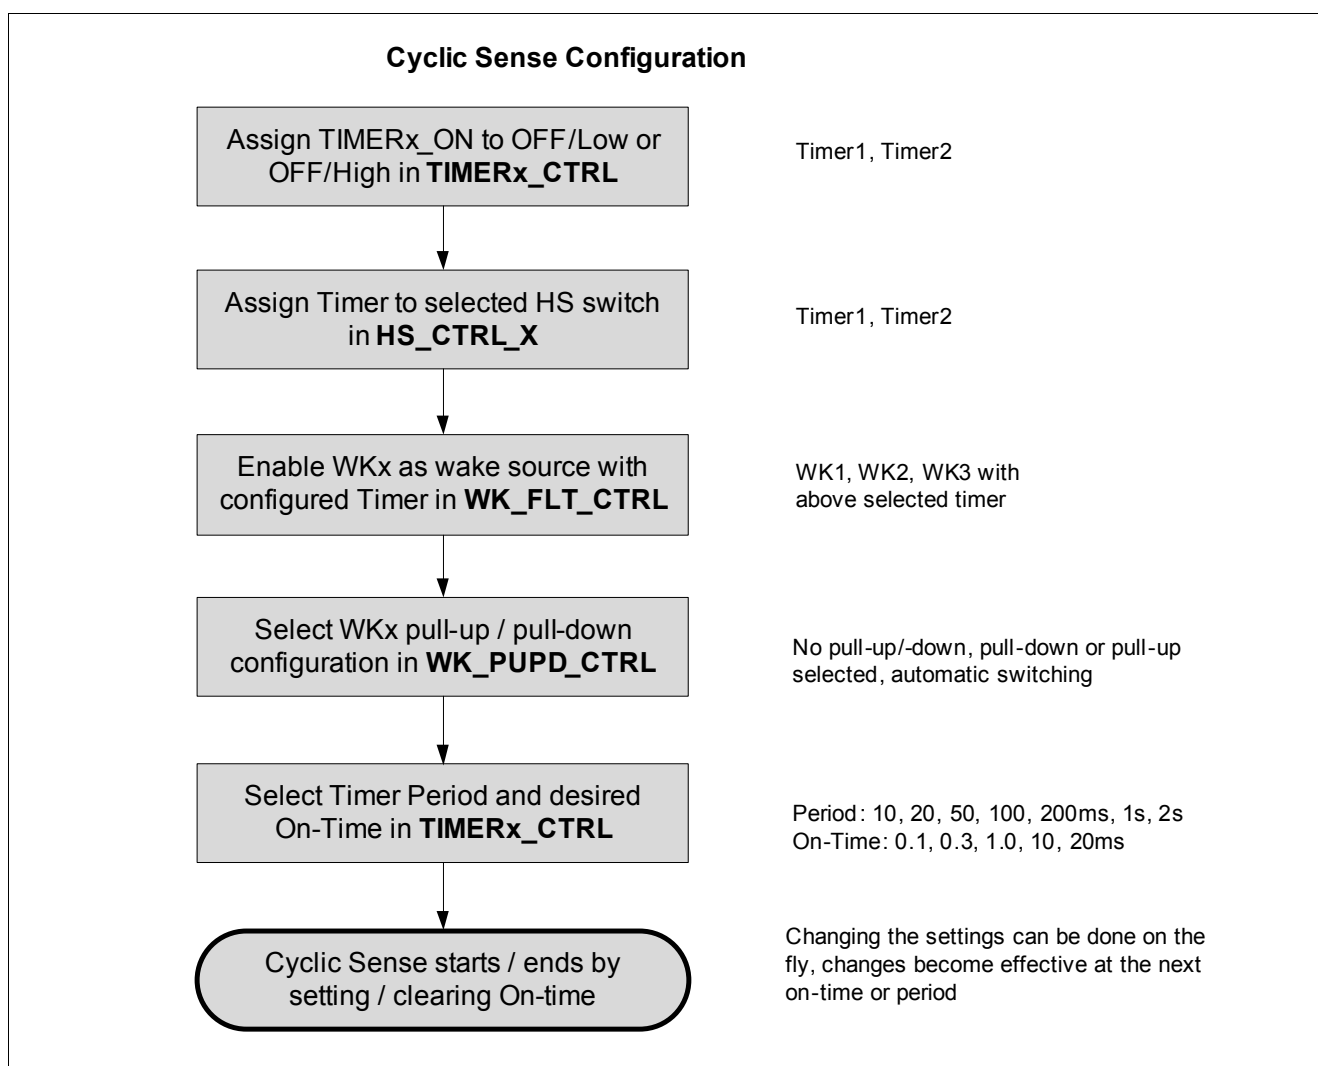 Cyclic Sense Configuration
Assign TIMERx_ON to OFF/Low or
OFF/High in TIMERx_CTRL
Timer1, Timer2
Assign Timer to selected HS switch
in HS_CTRL_X
Timer1, Timer2
Enable WKx as wake source with
configured Timer in WK_FLT_CTRL
WK1, WK2, WK3 with
above selected timer
Select WKx pull-up / pull-down
configuration in WK_PUPD_CTRL
No pull-up/-down, pull-down or pull-up
selected, automatic switching
Select Timer Period and desired
On-Time in TIMERx_CTRL
Period: 10, 20, 50, 100, 200ms, 1s, 2s
On-Time: 0.1, 0.3, 1.0, 10, 20ms
Cyclic Sense starts / ends by
setting / clearing On-time
Changing the settings can be done on the
fly, changes become effective at the next
on-time or period